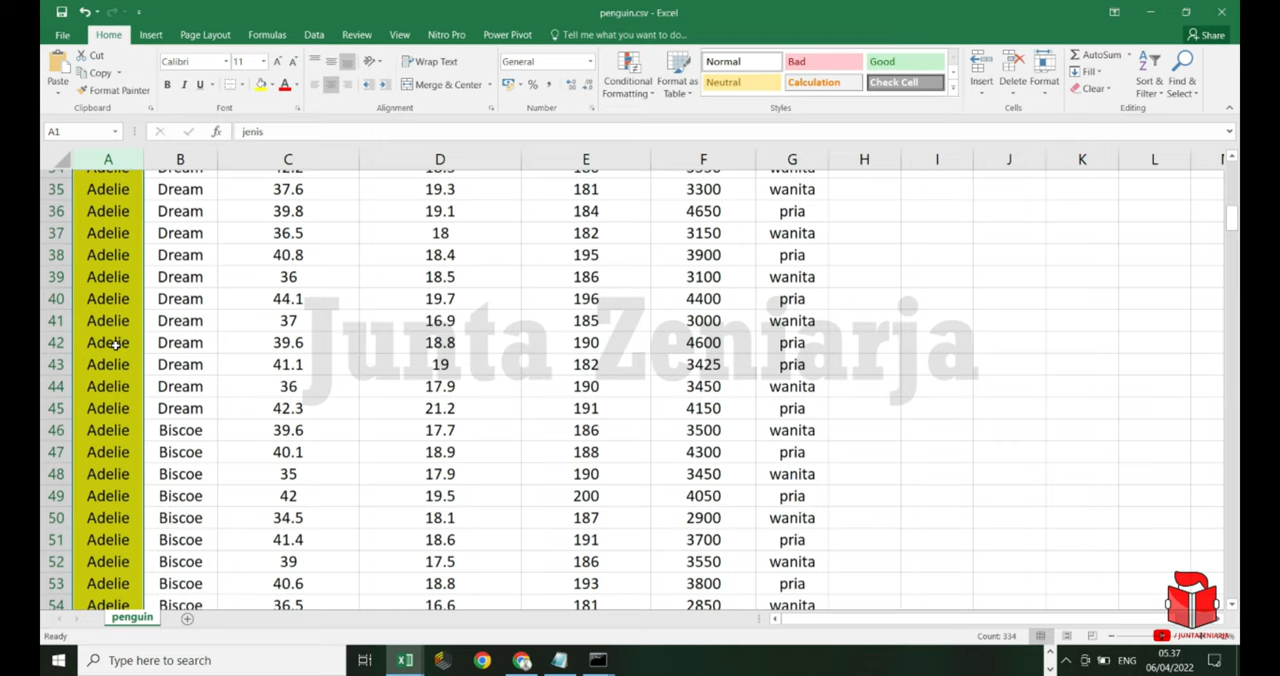 penguin.csv - Excel
File Home Insert Page Layout Formulas Data Review View Nitro Pro Power Pivot Tell me what you want to do... Share
Paste Cut Calibri 11 Wrap Text General Conditional Formatting Format as Table Normal Bad Good Insert Delete Format AutoSum Sort & Filter Find & Select
Copy Fill
Format Painter Merge & Center Neutral Calculation Check Cell Clear
Clipboard Font Alignment Number Styles Cells Editing
A1 jenis
A B C D E F G H I J K L
35 Adelie Dream 37.6 19.3 181 3300 wanita
36 Adelie Dream 39.8 19.1 184 4650 pria
37 Adelie Dream 36.5 18 182 3150 wanita
38 Adelie Dream 40.8 18.4 195 3900 pria
39 Adelie Dream 36 18.5 186 3100 wanita
40 Adelie Dream 44.1 19.7 196 4400 pria
41 Adelie Dream 37 16.9 185 3000 wanita
42 Adelie Dream 39.6 18.8 190 4600 pria
Junta Zeniarja
43 Adelie Dream 41.1 19 182 3425 pria
44 Adelie Dream 36 17.9 190 3450 wanita
45 Adelie Dream 42.3 21.2 191 4150 pria
46 Adelie Biscoe 39.6 17.7 186 3500 wanita
47 Adelie Biscoe 40.1 18.9 188 4300 pria
48 Adelie Biscoe 35 17.9 190 3450 wanita
49 Adelie Biscoe 42 19.5 200 4050 pria
50 Adelie Biscoe 34.5 18.1 187 2900 wanita
51 Adelie Biscoe 41.4 18.6 191 3700 pria
52 Adelie Biscoe 39 17.5 186 3550 wanita
53 Adelie Biscoe 40.6 18.8 193 3800 pria
54 Adelie Biscoe 36.5 16.6 181 2850 wanita
penguin
Ready Count: 334
/ JUNTAZENIARJA
Type here to search ENG 05.37
06/04/2022